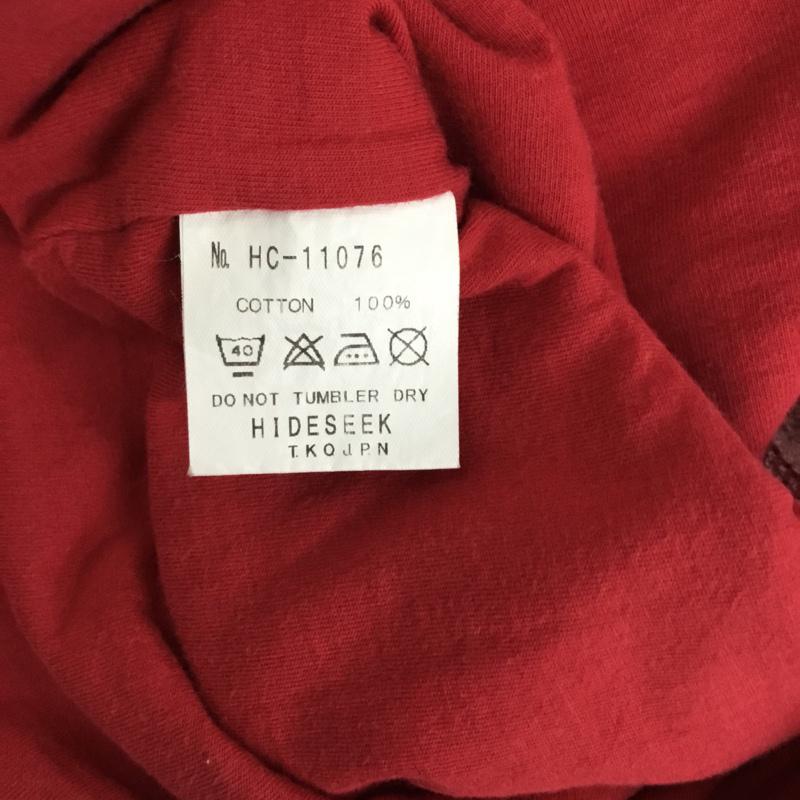 No. HC-11076
COTTON 100%
40
DO NOT TUMBLER DRY
HIDESEEK
T.K.O.J.P.N